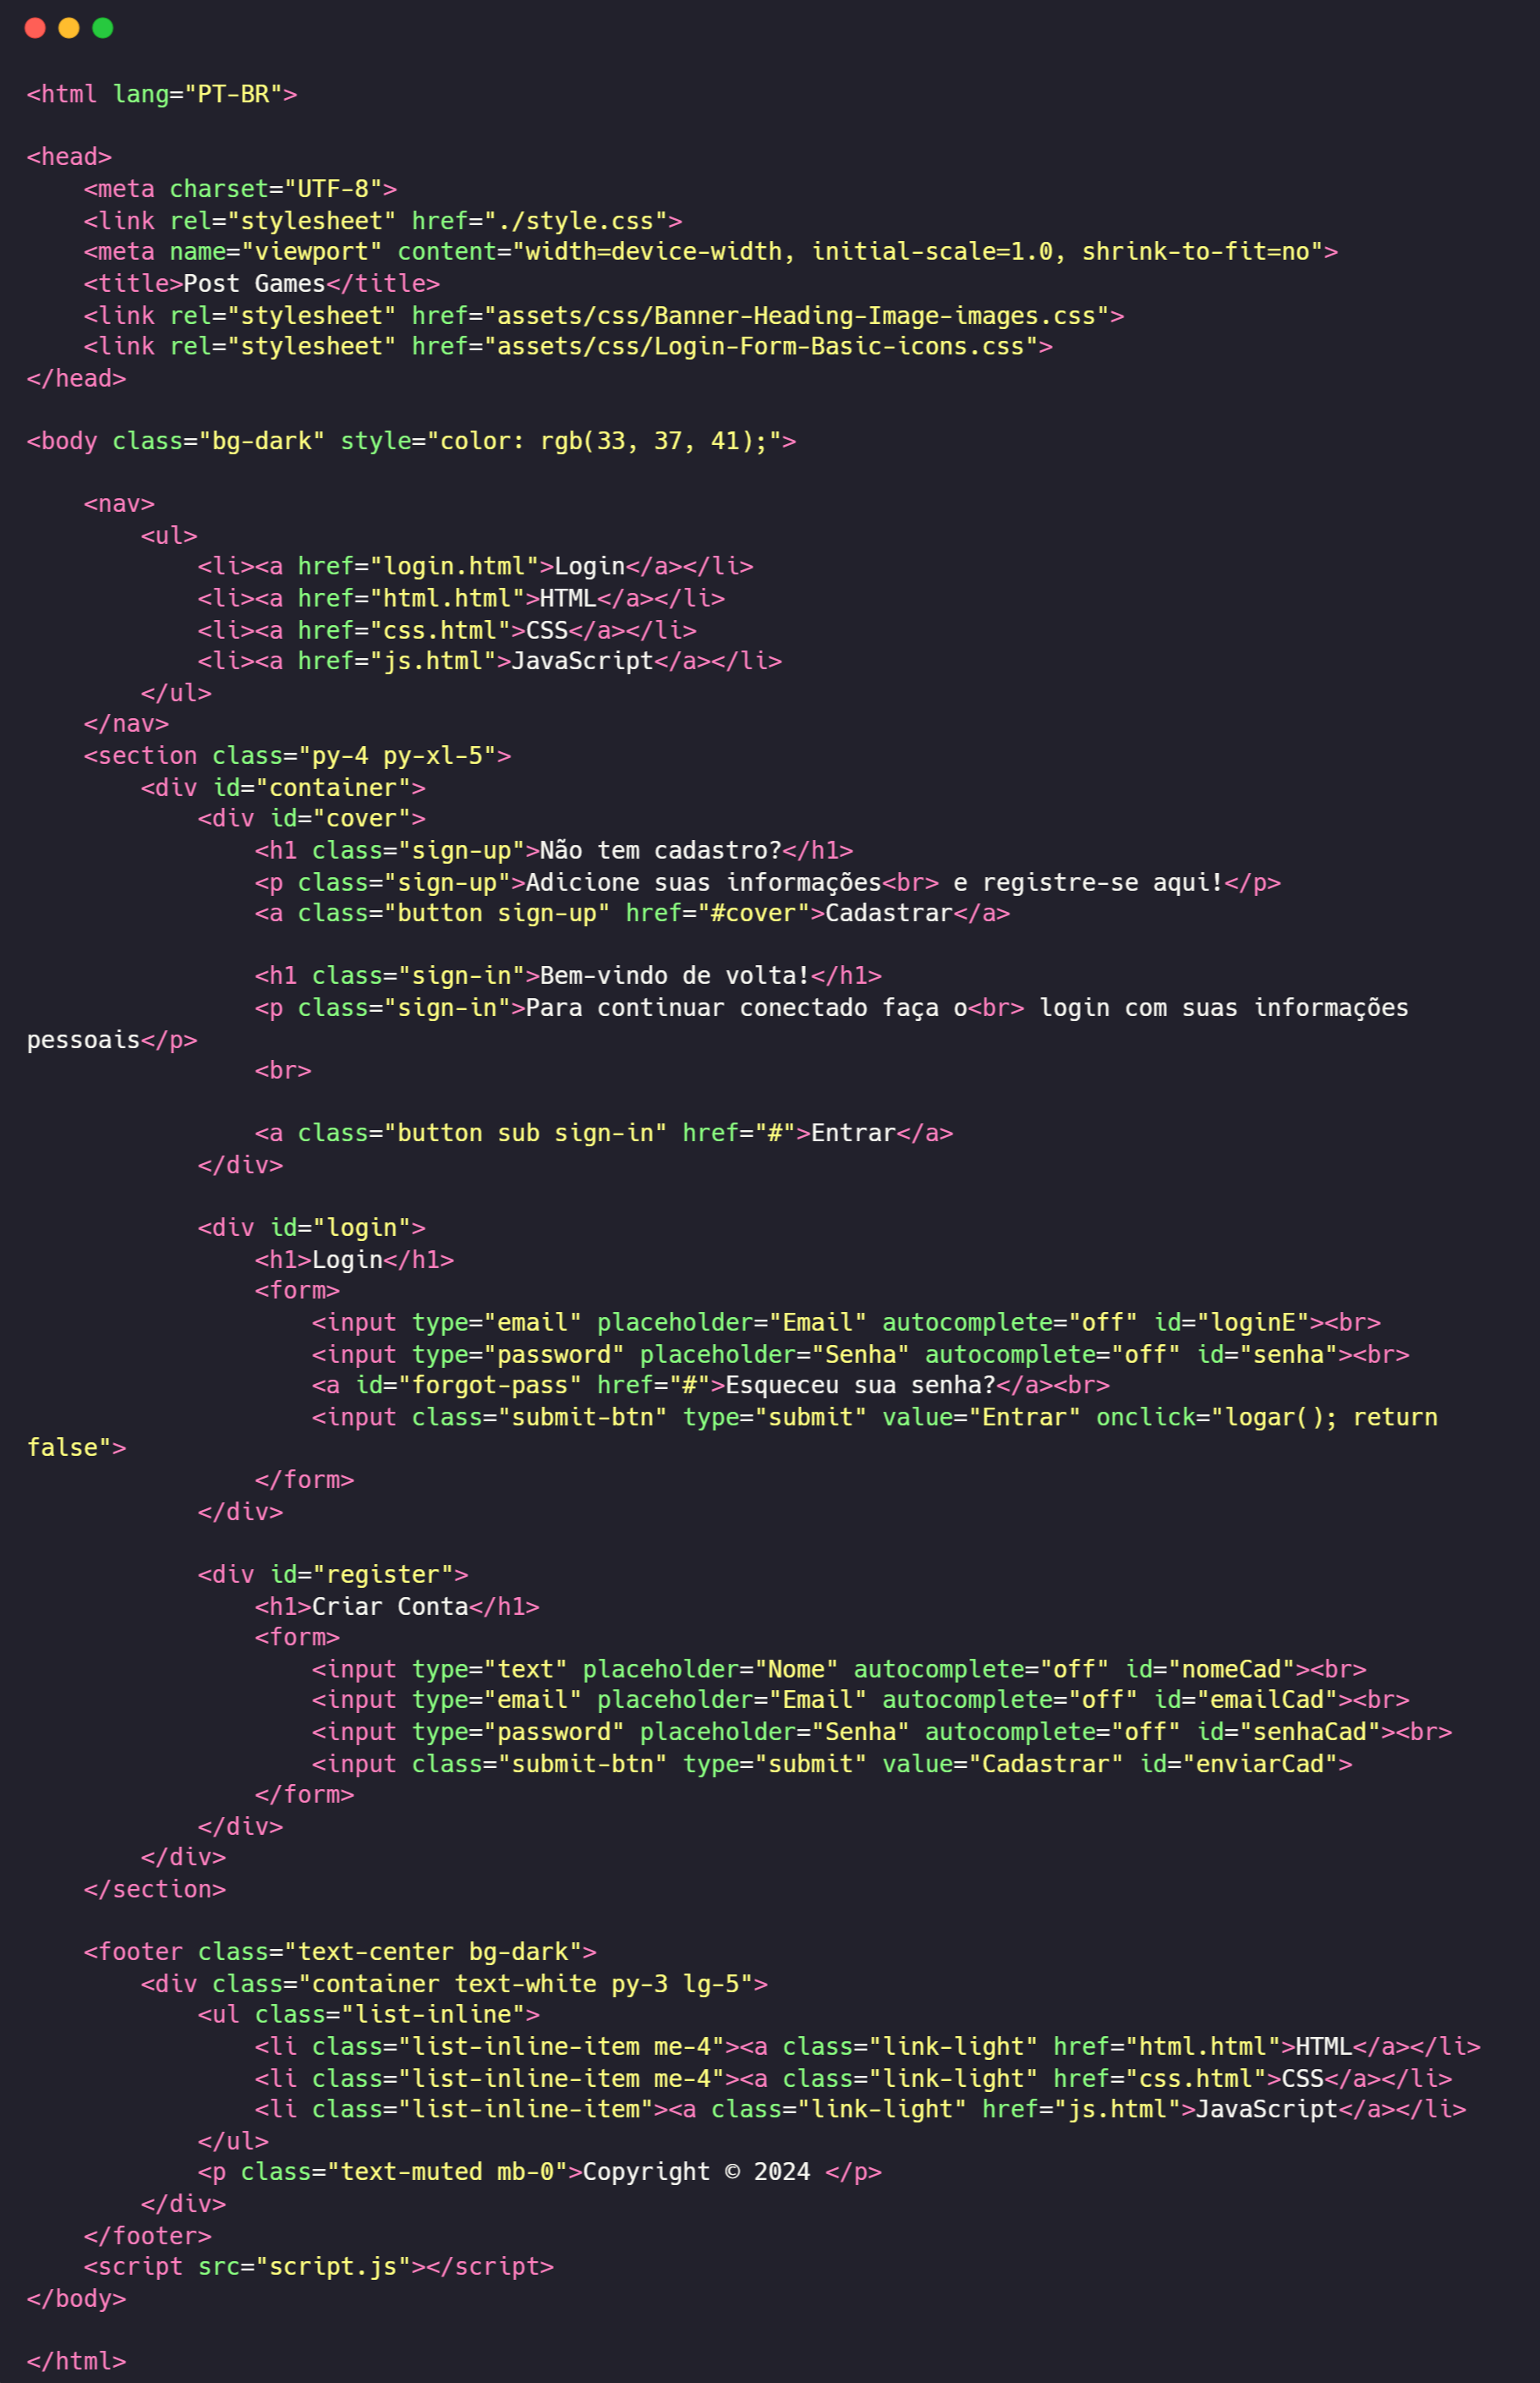 <html lang="PT-BR">
<head>
    <meta charset="UTF-8">
    <link rel="stylesheet" href="./style.css">
    <meta name="viewport" content="width=device-width, initial-scale=1.0, shrink-to-fit=no">
    <title>Post Games</title>
    <link rel="stylesheet" href="assets/css/Banner-Heading-Image-images.css">
    <link rel="stylesheet" href="assets/css/Login-Form-Basic-icons.css">
</head>
<body class="bg-dark" style="color: rgb(33, 37, 41);">
    <nav>
        <ul>
            <li><a href="login.html">Login</a></li>
            <li><a href="html.html">HTML</a></li>
            <li><a href="css.html">CSS</a></li>
            <li><a href="js.html">JavaScript</a></li>
        </ul>
    </nav>
    <section class="py-4 py-xl-5">
        <div id="container">
            <div id="cover">
                <h1 class="sign-up">Não tem cadastro?</h1>
                <p class="sign-up">Adicione suas informações<br> e registre-se aqui!</p>
                <a class="button sign-up" href="#cover">Cadastrar</a>
                <h1 class="sign-in">Bem-vindo de volta!</h1>
                <p class="sign-in">Para continuar conectado faça o<br> login com suas informações
pessoais</p>
                <br>
                <a class="button sub sign-in" href="#">Entrar</a>
            </div>
            <div id="login">
                <h1>Login</h1>
                <form>
                    <input type="email" placeholder="Email" autocomplete="off" id="loginE"><br>
                    <input type="password" placeholder="Senha" autocomplete="off" id="senha"><br>
                    <a id="forgot-pass" href="#">Esqueceu sua senha?</a><br>
                    <input class="submit-btn" type="submit" value="Entrar" onclick="logar(); return
false">
                </form>
            </div>
            <div id="register">
                <h1>Criar Conta</h1>
                <form>
                    <input type="text" placeholder="Nome" autocomplete="off" id="nomeCad"><br>
                    <input type="email" placeholder="Email" autocomplete="off" id="emailCad"><br>
                    <input type="password" placeholder="Senha" autocomplete="off" id="senhaCad"><br>
                    <input class="submit-btn" type="submit" value="Cadastrar" id="enviarCad">
                </form>
            </div>
        </div>
    </section>
    <footer class="text-center bg-dark">
        <div class="container text-white py-3 lg-5">
            <ul class="list-inline">
                <li class="list-inline-item me-4"><a class="link-light" href="html.html">HTML</a></li>
                <li class="list-inline-item me-4"><a class="link-light" href="css.html">CSS</a></li>
                <li class="list-inline-item"><a class="link-light" href="js.html">JavaScript</a></li>
            </ul>
            <p class="text-muted mb-0">Copyright © 2024 </p>
        </div>
    </footer>
    <script src="script.js"></script>
</body>
</html>